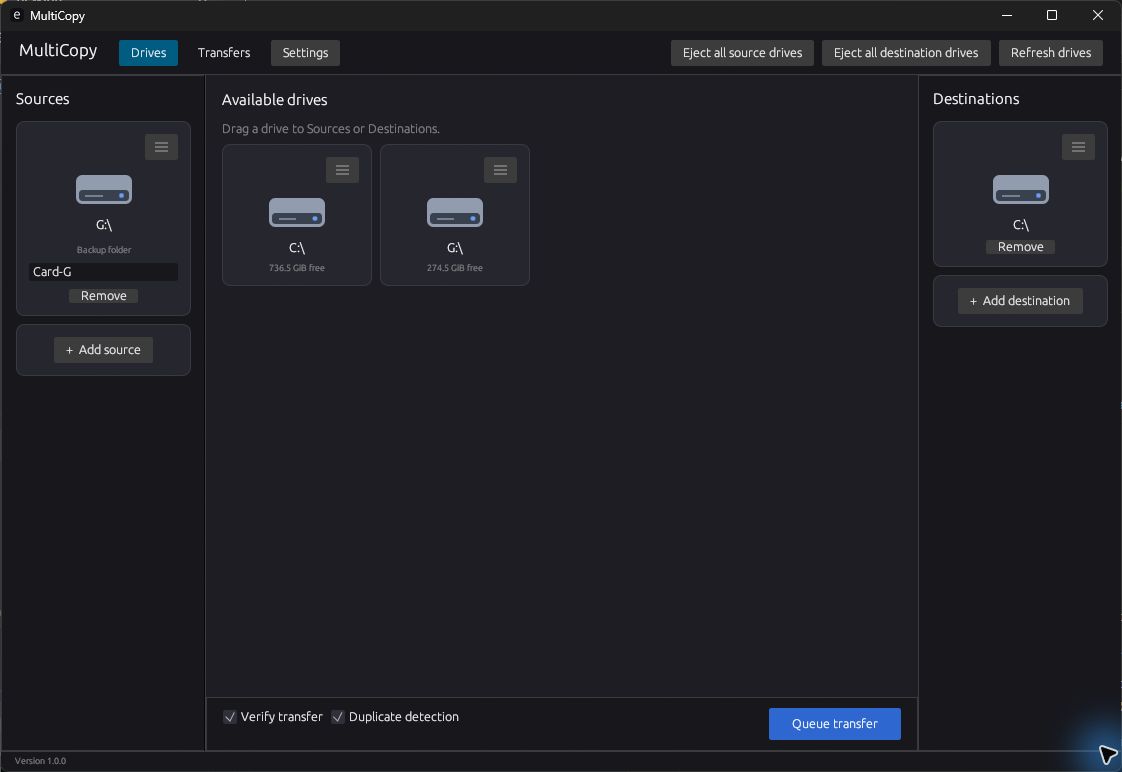 MultiCopy
MultiCopy
Drives
Transfers
Settings
Eject all source drives
Eject all destination drives
Refresh drives
Sources
G:\
Backup folder
Card-G
Remove
+ Add source
Available drives
Drag a drive to Sources or Destinations.
C:\
736.5 GiB free
G:\
274.5 GiB free
Verify transfer
Duplicate detection
Queue transfer
Destinations
C:\
Remove
+ Add destination
Version 1.0.0